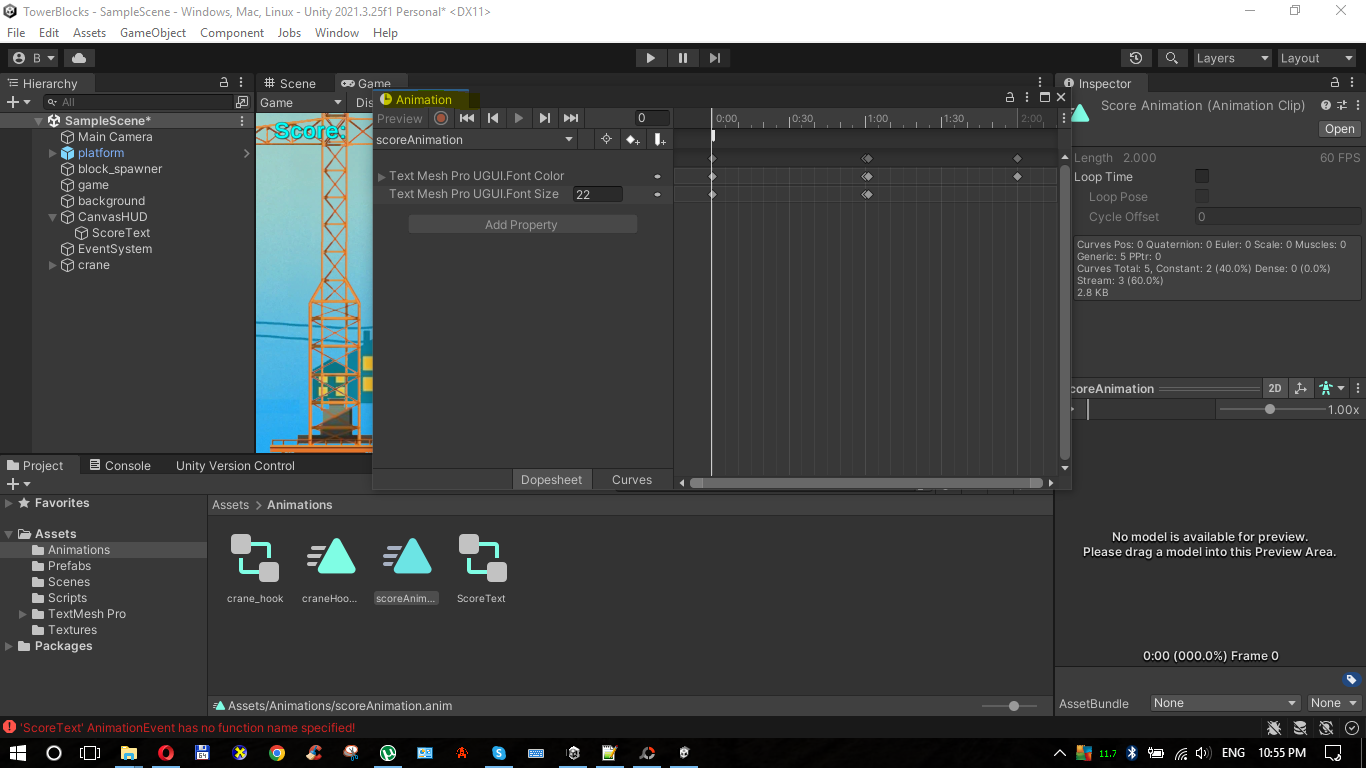 TowerBlocks - SampleScene - Windows, Mac, Linux - Unity 2021.3.25f1 Personal* <DX11>
File Edit Assets GameObject Component Jobs Window Help
B Layers Layout
Hierarchy Scene Game Inspector
All
Game Dis
Score:
SampleScene*
Main Camera
platform
block_spawner
game
background
CanvasHUD
ScoreText
EventSystem
crane
Animation
Preview 0 0:00 0:30 1:00 1:30 2:00
scoreAnimation
Text Mesh Pro UGUI.Font Color
Text Mesh Pro UGUI.Font Size 22
Add Property
Dopesheet Curves
Score Animation (Animation Clip)
Open
Length 2.000 60 FPS
Loop Time
Loop Pose
Cycle Offset 0
Curves Pos: 0 Quaternion: 0 Euler: 0 Scale: 0 Muscles: 0
Generic: 5 PPtr: 0
Curves Total: 5, Constant: 2 (40.0%) Dense: 0 (0.0%)
Stream: 3 (60.0%)
2.8 KB
coreAnimation 2D
1.00x
No model is available for preview.
Please drag a model into this Preview Area.
0:00 (000.0%) Frame 0
AssetBundle None None
Project Console Unity Version Control
Favorites
Assets
Animations
Prefabs
Scenes
Scripts
TextMesh Pro
Textures
Packages
Assets > Animations
crane_hook craneHoo... scoreAnim... ScoreText
Assets/Animations/scoreAnimation.anim
'ScoreText' AnimationEvent has no function name specified!
64 11.7 ENG 10:55 PM